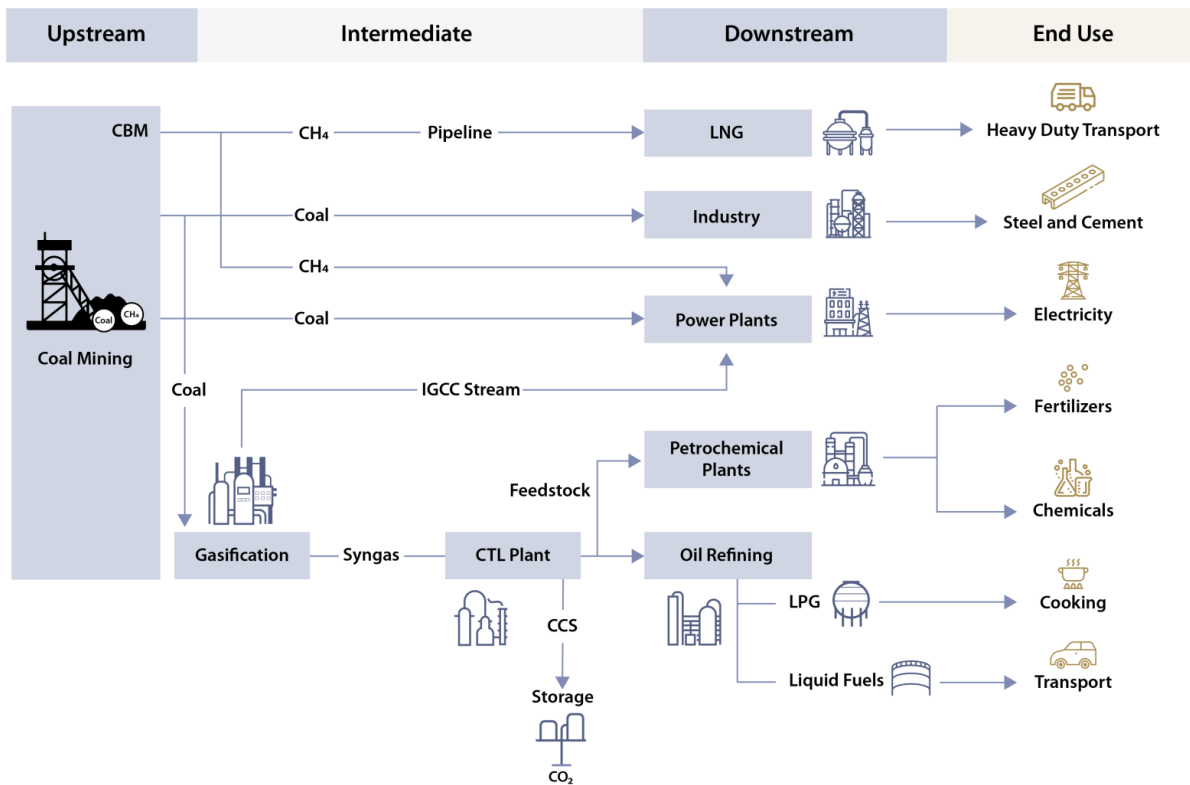 Upstream
Intermediate
Downstream
End Use
CBM
CH₄
Pipeline
LNG
Heavy Duty Transport
Coal
Industry
Steel and Cement
CH₄
Coal
CH₄
Coal Mining
Coal
Power Plants
Electricity
Coal
IGCC Stream
Fertilizers
Petrochemical
Plants
Feedstock
Chemicals
Gasification
Syngas
CTL Plant
Oil Refining
LPG
Cooking
CCS
Liquid Fuels
Transport
Storage
CO₂